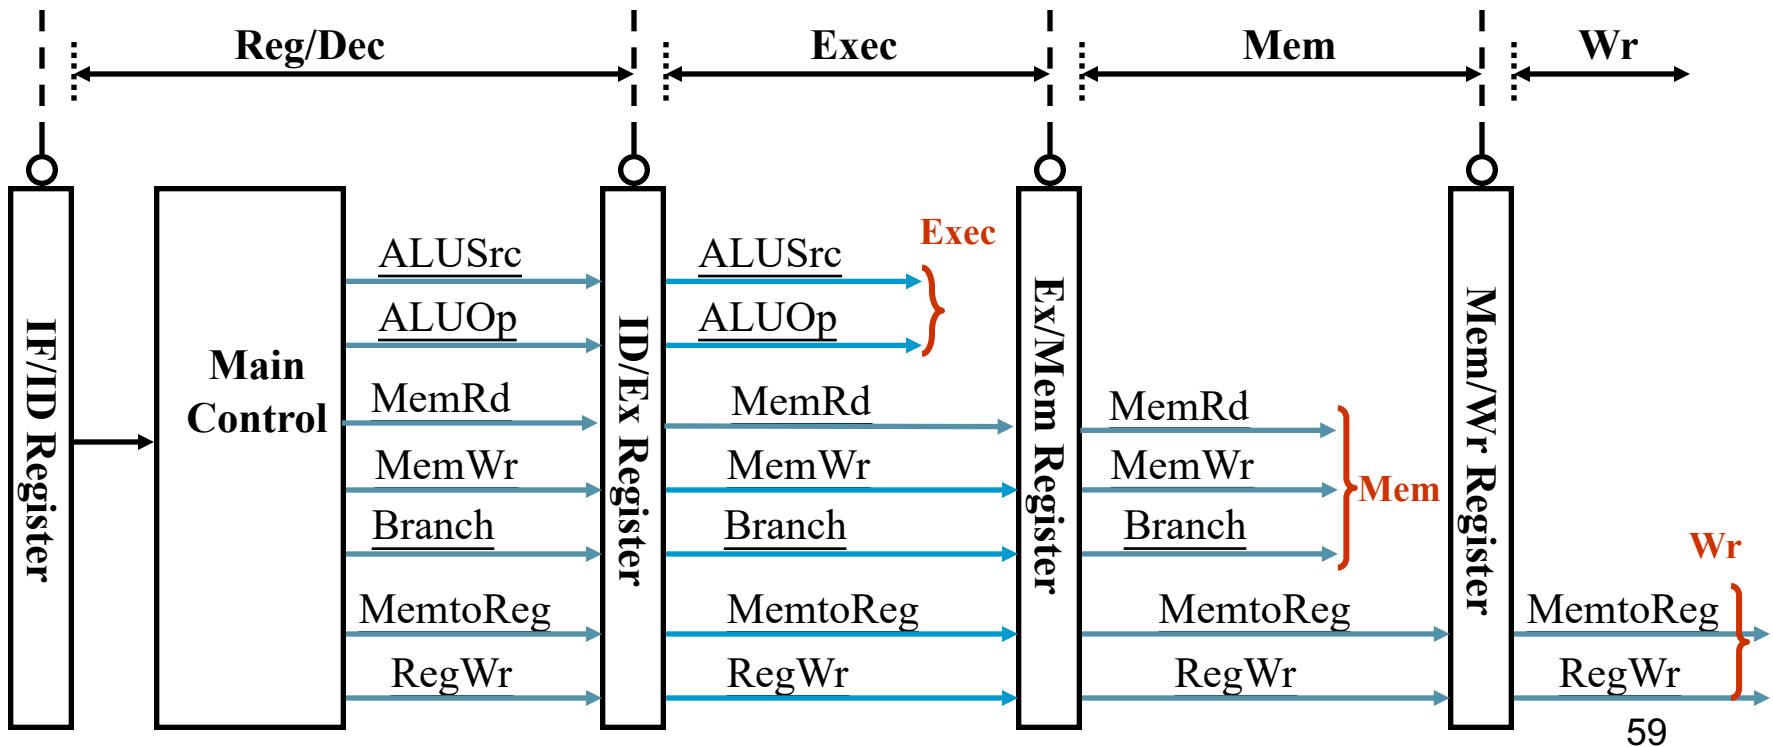 Reg/Dec
Exec
Mem
Wr
IF/ID Register
Main
Control
ALUSrc
ALUOp
MemRd
MemWr
Branch
MemtoReg
RegWr
ID/Ex Register
ALUSrc
ALUOp
Exec
MemRd
MemWr
Branch
MemtoReg
RegWr
Ex/Mem Register
MemRd
MemWr
Branch
Mem
MemtoReg
RegWr
Mem/Wr Register
Wr
MemtoReg
RegWr
59